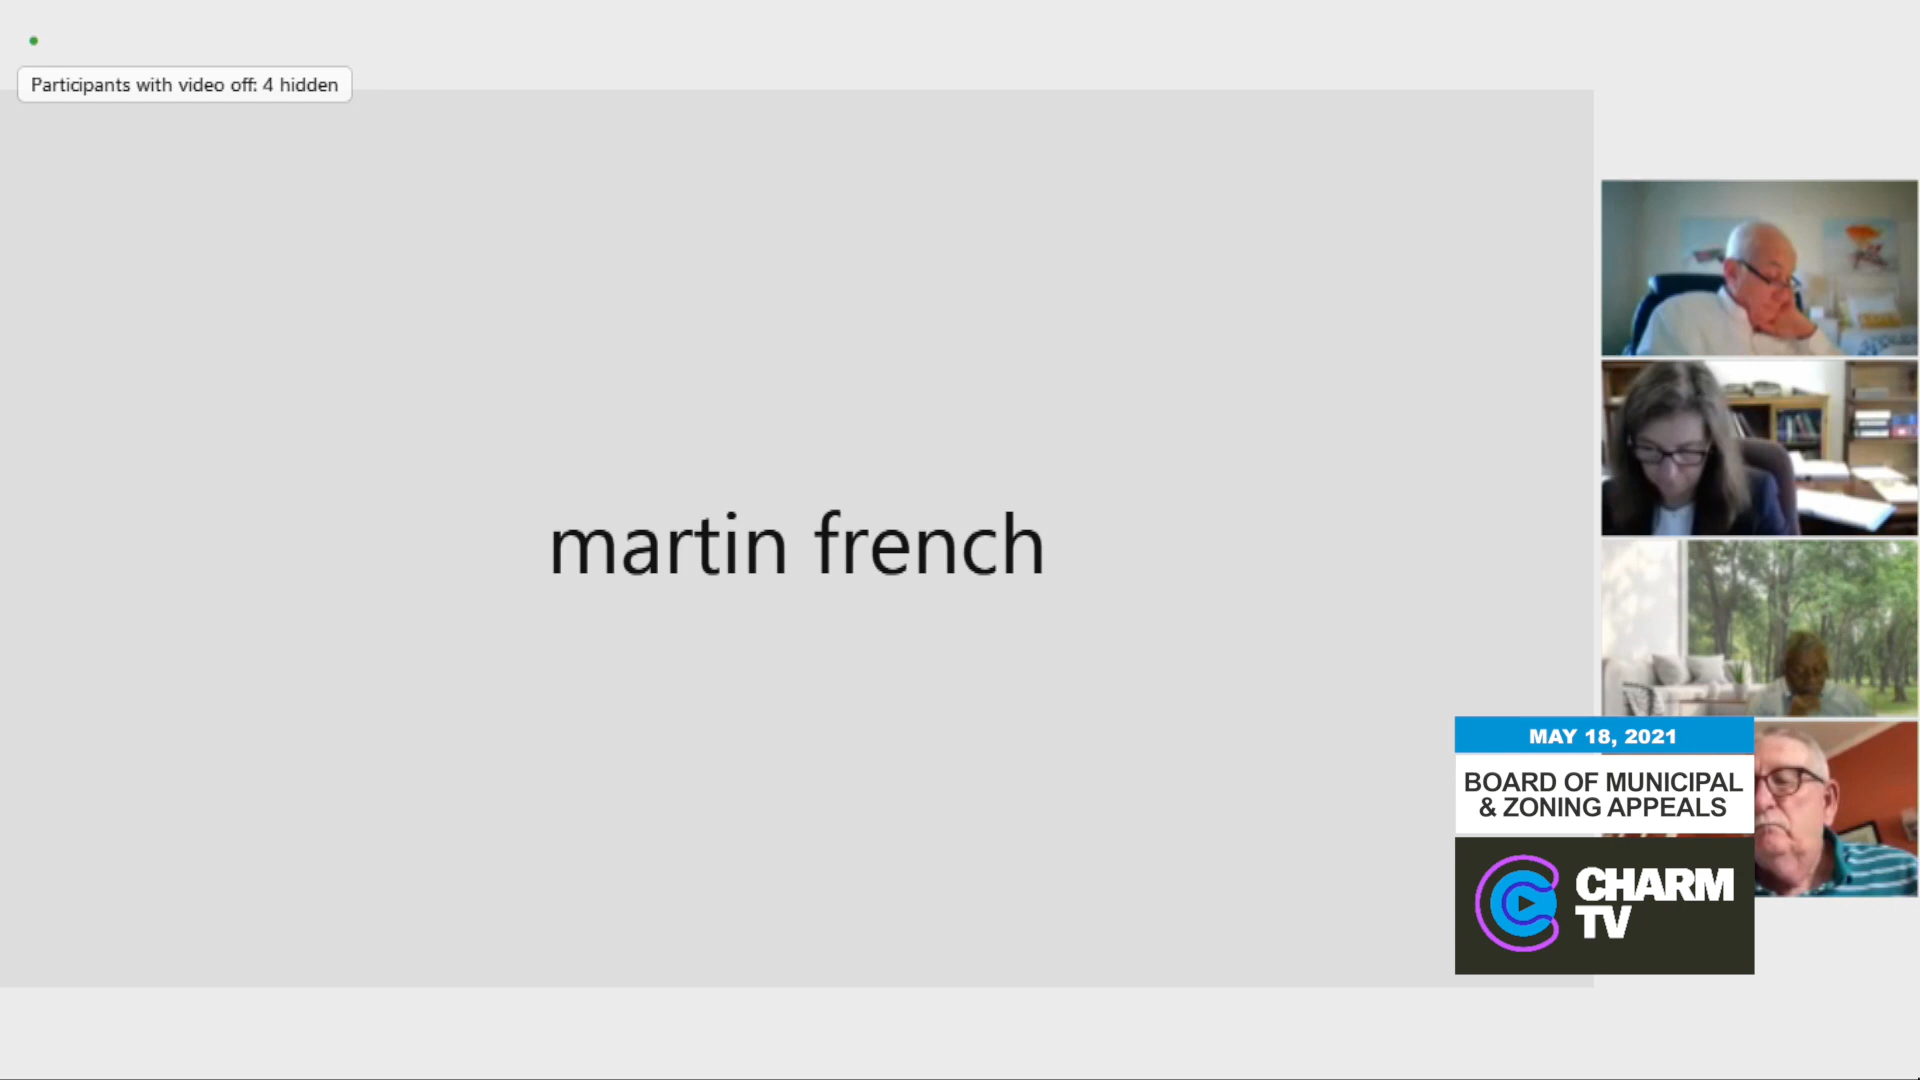 Participants with video off: 4 hidden
martin french
MAY 18, 2021
BOARD OF MUNICIPAL
& ZONING APPEALS
CHARM
TV